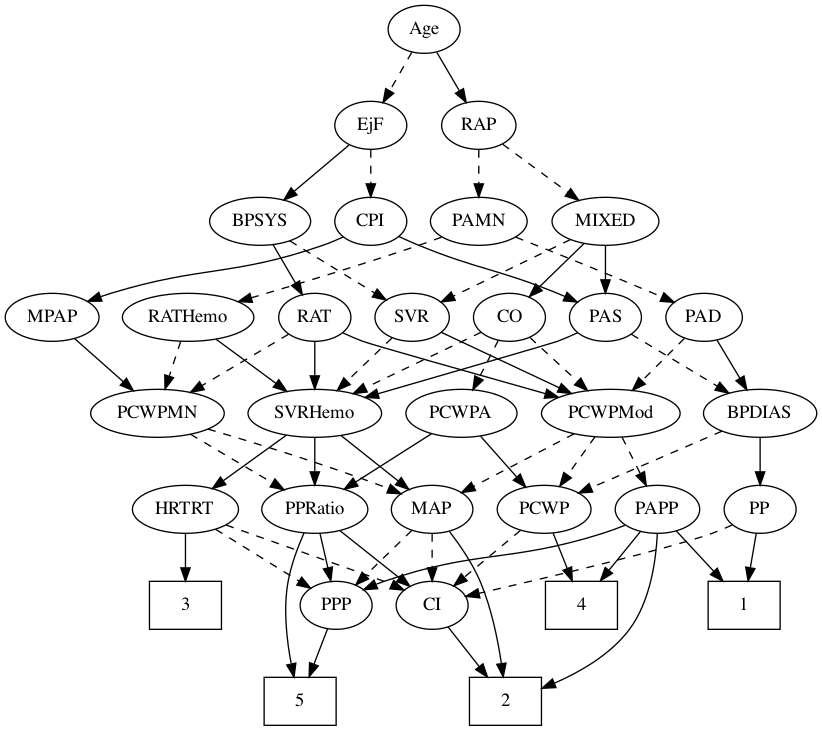 Age
EjF
RAP
BPSYS
CPI
PAMN
MIXED
MPAP
RATHemo
RAT
SVR
CO
PAS
PAD
PCWPMN
SVRHemo
PCWPA
PCWPMod
BPDIAS
HRTRT
PPRatio
MAP
PCWP
PAPP
PP
3
PPP
CI
4
1
5
2